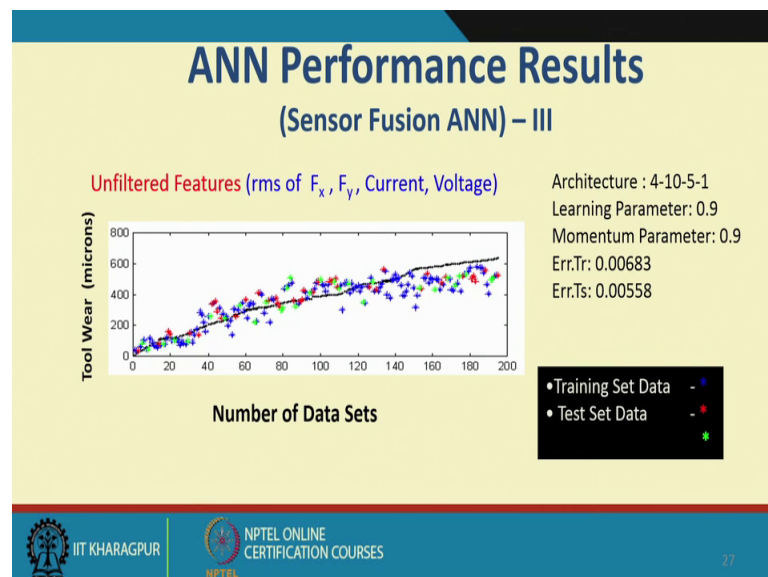 ANN Performance Results
(Sensor Fusion ANN) – III
Unfiltered Features (rms of Fx , Fy , Current, Voltage)
Architecture : 4-10-5-1
Learning Parameter: 0.9
Momentum Parameter: 0.9
Err.Tr: 0.00683
Err.Ts: 0.00558
Tool Wear (microns)
800
600
400
200
0
0 20 40 60 80 100 120 140 160 180 200
Number of Data Sets
•Training Set Data - *
• Test Set Data - *
*
IIT KHARAGPUR
NPTEL ONLINE
CERTIFICATION COURSES
NPTEL
27